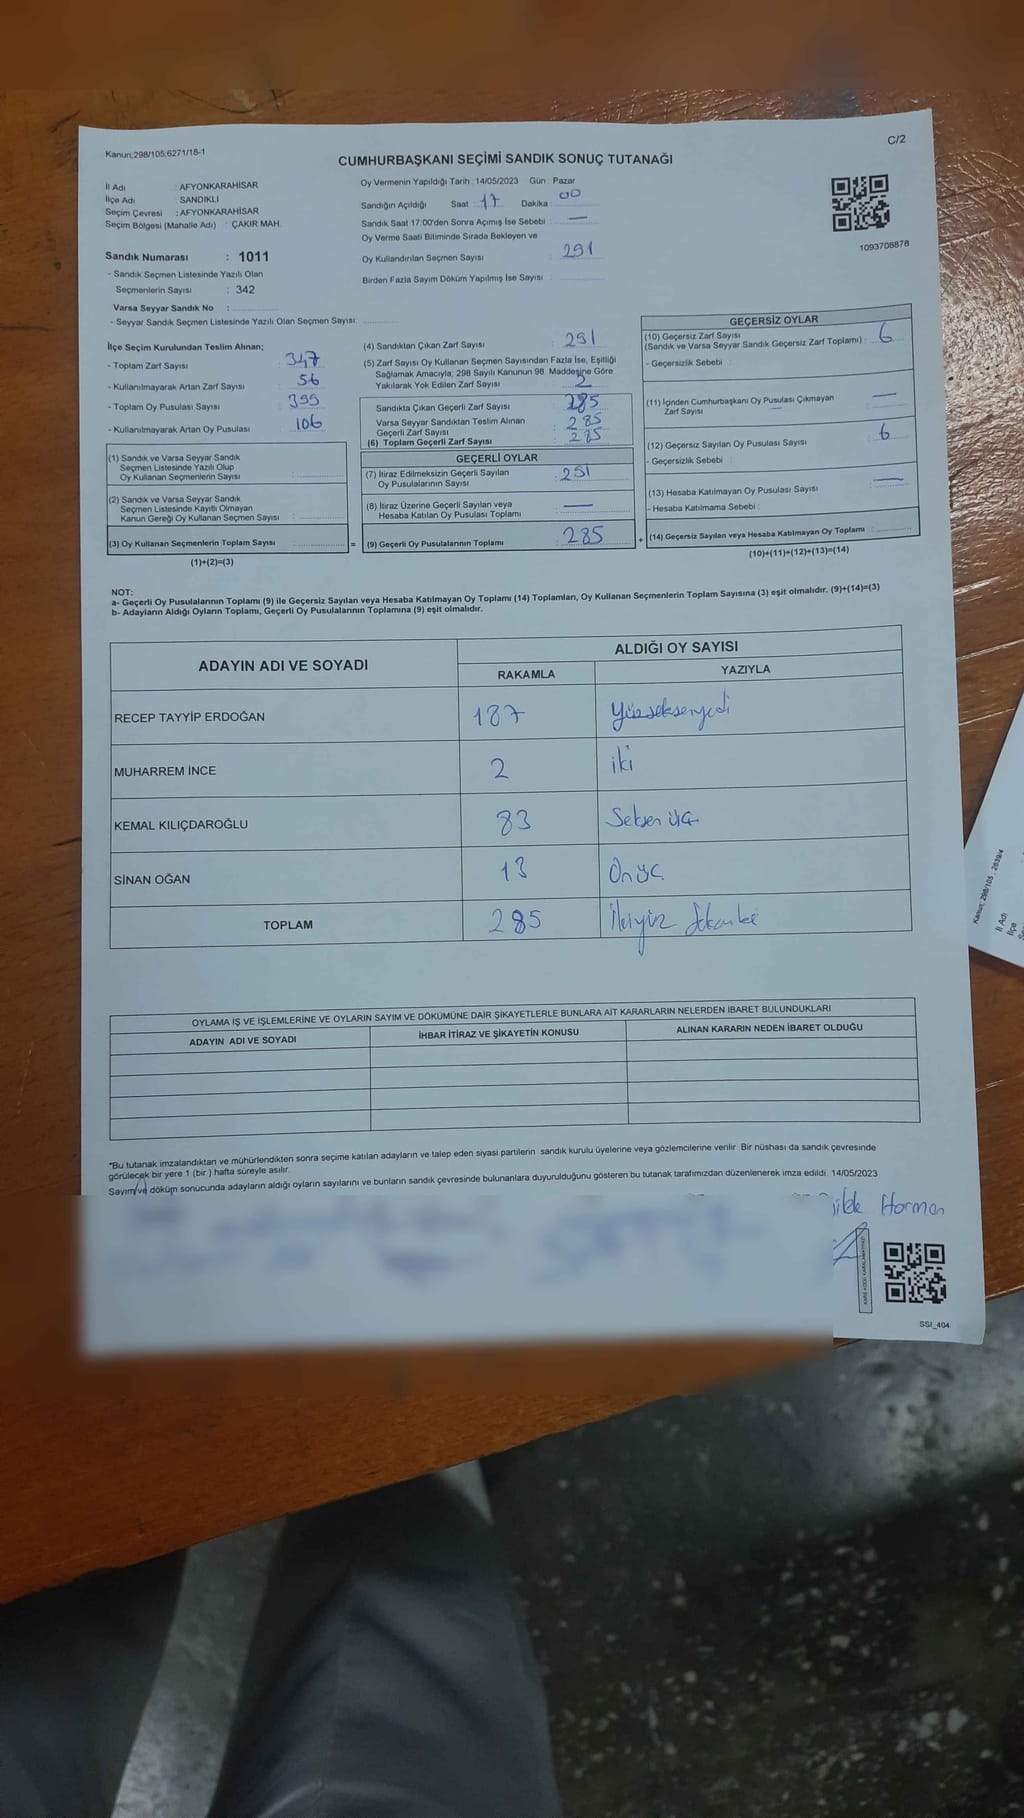 Kanun;298/105;6271/18-1
C/2
CUMHURBAŞKANI SEÇİMİ SANDIK SONUÇ TUTANAĞI
İl Adı : AFYONKARAHİSAR
İlçe Adı : SANDIKLI
Seçim Çevresi : AFYONKARAHİSAR
Seçim Bölgesi (Mahalle Adı) : ÇAKIR MAH.
Sandık Numarası : 1011
- Sandık Seçmen Listesinde Yazılı Olan
Seçmenlerin Sayısı : 342
Varsa Seyyar Sandık No :
- Seyyar Sandık Seçmen Listesinde Yazılı Olan Seçmen Sayısı:
Oy Vermenin Yapıldığı Tarih : 14/05/2023 Gün : Pazar
Sandığın Açıldığı Saat : 17 Dakika : 00
Sandık Saat 17:00'den Sonra Açımış İse Sebebi : —
Oy Verme Saati Bitiminde Sırada Bekleyen ve
Oy Kullandırılan Seçmen Sayısı : 291
Birden Fazla Sayım Döküm Yapılmış İse Sayısı :
1093708878
İlçe Seçim Kurulundan Teslim Alınan;
- Toplam Zarf Sayısı : 347
- Kullanılmayarak Artan Zarf Sayısı : 56
- Toplam Oy Pusulası Sayısı : 395
- Kullanılmayarak Artan Oy Pusulası : 106
(1) Sandık ve Varsa Seyyar Sandık
Seçmen Listesinde Yazılı Olup
Oy Kullanan Seçmenlerin Sayısı :
(2) Sandık ve Varsa Seyyar Sandık
Seçmen Listesinde Kayıtlı Olmayan
Kanun Gereği Oy Kullanan Seçmen Sayısı :
(3) Oy Kullanan Seçmenlerin Toplam Sayısı =
(1)+(2)=(3)
(4) Sandıktan Çıkan Zarf Sayısı : 291
(5) Zarf Sayısı Oy Kullanan Seçmen Sayısından Fazla İse, Eşitliği
Sağlamak Amacıyla; 298 Sayılı Kanunun 98. Maddesine Göre
Yakılarak Yok Edilen Zarf Sayısı
Sandıkta Çıkan Geçerli Zarf Sayısı : 285
Varsa Seyyar Sandıktan Teslim Alınan
Geçerli Zarf Sayısı : 285
(6) Toplam Geçerli Zarf Sayısı : 285
GEÇERLİ OYLAR
(7) İtiraz Edilmeksizin Geçerli Sayılan
Oy Pusulalarının Sayısı : 291
(8) İtiraz Üzerine Geçerli Sayılan veya
Hesaba Katılan Oy Pusulası Toplamı : —
(9) Geçerli Oy Pusulalarının Toplamı : 285 +
GEÇERSİZ OYLAR
(10) Geçersiz Zarf Sayısı
(Sandık ve Varsa Seyyar Sandık Geçersiz Zarf Toplamı) : 6
- Geçersizlik Sebebi :
(11) İçinden Cumhurbaşkanı Oy Pusulası Çıkmayan
Zarf Sayısı : —
(12) Geçersiz Sayılan Oy Pusulası Sayısı : 6
- Geçersizlik Sebebi :
(13) Hesaba Katılmayan Oy Pusulası Sayısı : —
- Hesaba Katılmama Sebebi :
(14) Geçersiz Sayılan veya Hesaba Katılmayan Oy Toplamı :
(10)+(11)+(12)+(13)=(14)
NOT:
a- Geçerli Oy Pusulalarının Toplamı (9) ile Geçersiz Sayılan veya Hesaba Katılmayan Oy Toplamı (14) Toplamları, Oy Kullanan Seçmenlerin Toplam Sayısına (3) eşit olmalıdır. (9)+(14)=(3)
b- Adayların Aldığı Oyların Toplamı, Geçerli Oy Pusulalarının Toplamına (9) eşit olmalıdır.
ADAYIN ADI VE SOYADI ALDIĞI OY SAYISI
RAKAMLA YAZIYLA
RECEP TAYYİP ERDOĞAN 187 Yüzseksenyedi
MUHARREM İNCE 2 iki
KEMAL KILIÇDAROĞLU 83 Seksen üç
SİNAN OĞAN 13 Onüç
TOPLAM 285 İkiyüz
OYLAMA İŞ VE İŞLEMLERİNE VE OYLARIN SAYIM VE DÖKÜMÜNE DAİR ŞİKAYETLERLE BUNLARA AİT KARARLARIN NELERDEN İBARET BULUNDUKLARI
ADAYIN ADI VE SOYADI İHBAR İTİRAZ VE ŞİKAYETİN KONUSU ALINAN KARARIN NEDEN İBARET OLDUĞU
*Bu tutanak imzalandıktan ve mühürlendikten sonra seçime katılan adayların ve talep eden siyasi partilerin sandık kurulu üyelerine veya gözlemcilerine verilir. Bir nüshası da sandık çevresinde
görülecek bir yere 1 (bir ) hafta süreyle asılır.
Sayım ve döküm sonucunda adayların aldığı oyların sayılarını ve bunların sandık çevresinde bulunanlara duyurulduğunu gösteren bu tutanak tarafımızdan düzenlenerek imza edildi. 14/05/2023
Harman
SSI_404
Kanun; 298/105 ; 2839/4
İl Adı
İlçe